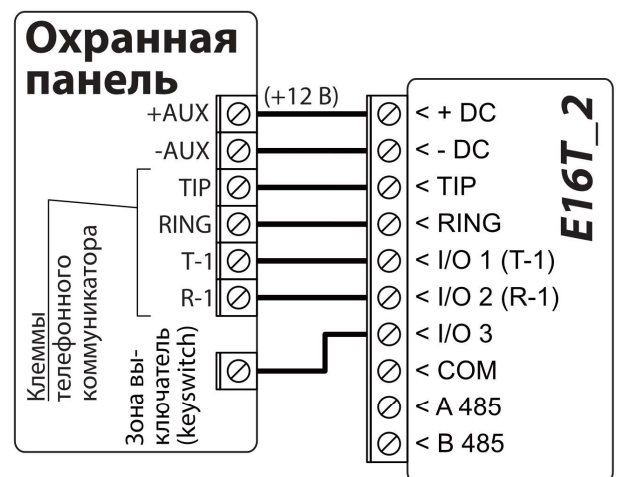 Охранная
панель
(+12 В)
+AUX
-AUX
TIP
RING
T-1
R-1
Клеммы
телефонного
коммуникатора
Зона вы-
ключатель
(keyswitch)
E16T_2
< + DC
< - DC
< TIP
< RING
< I/O 1 (T-1)
< I/O 2 (R-1)
< I/O 3
< COM
< A 485
< B 485